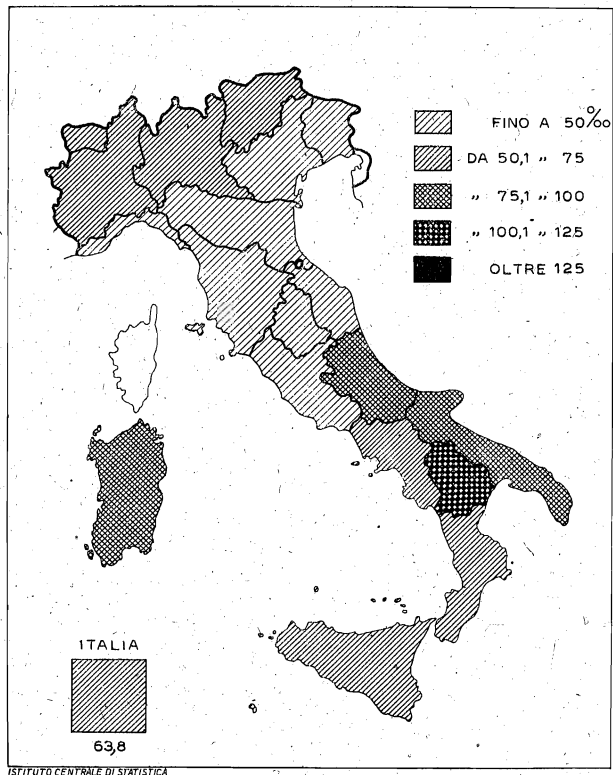 FINO A 50‰
DA 50,1 „ 75
„ 75,1 „ 100
„ 100,1 „ 125
OLTRE 125
ITALIA
63,8
ISTITUTO CENTRALE DI STATISTICA